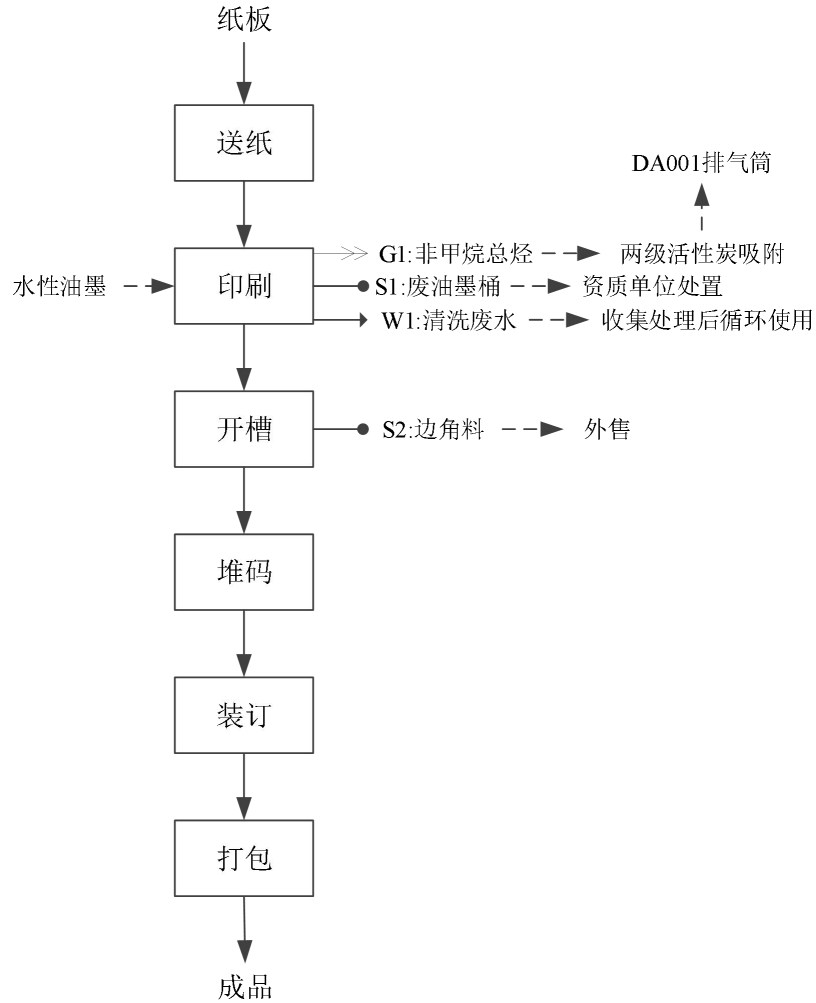 纸板
送纸
DA001排气筒
G1:非甲烷总烃 两级活性炭吸附
水性油墨 印刷 S1:废油墨桶 资质单位处置
W1:清洗废水 收集处理后循环使用
开槽 S2:边角料 外售
堆码
装订
打包
成品